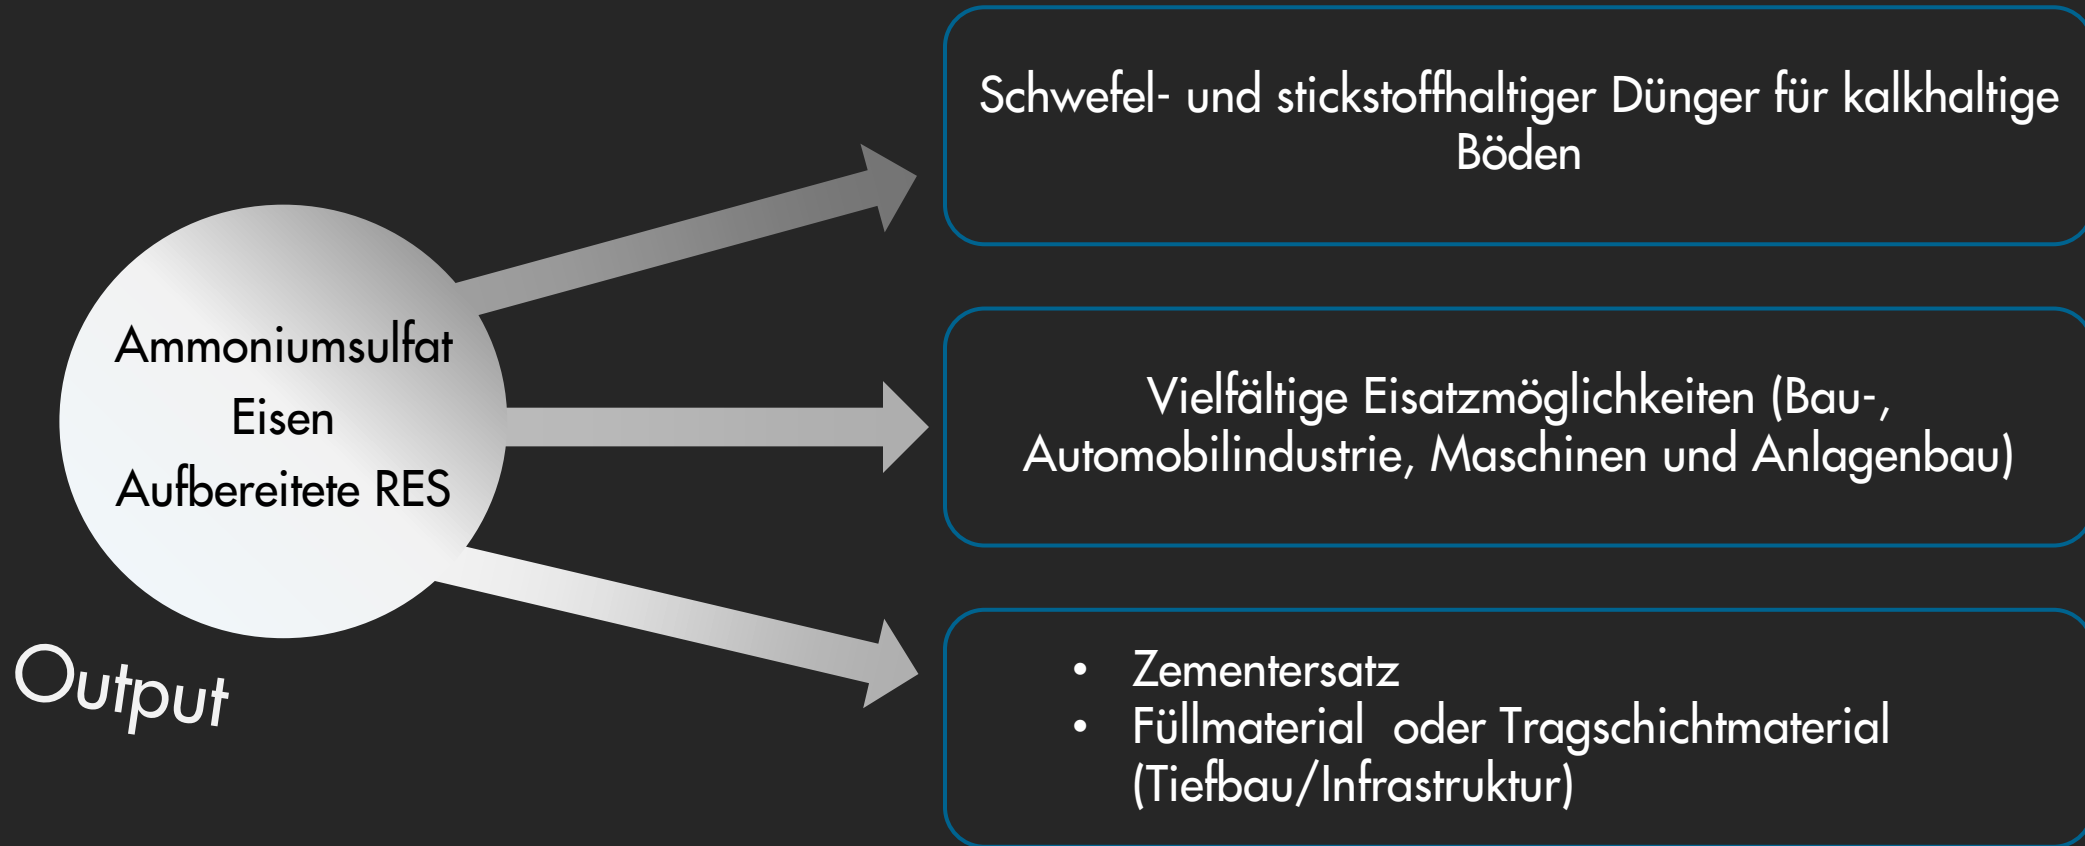 Ammoniumsulfat
Eisen
Aufbereitete RES
Output
Schwefel- und stickstoffhaltiger Dünger für kalkhaltige
Böden
Vielfältige Eisatzmöglichkeiten (Bau-,
Automobilindustrie, Maschinen und Anlagenbau)
• Zementersatz
• Füllmaterial  oder Tragschichtmaterial
(Tiefbau/Infrastruktur)